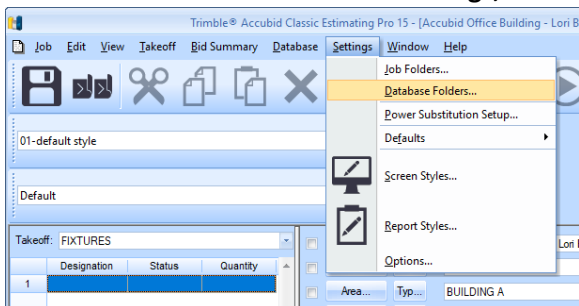 Trimble® Accubid Classic Estimating Pro 15 - [Accubid Office Building - Lori B
Job Edit View Takeoff Bid Summary Database Settings Window Help
Job Folders...
Database Folders...
Power Substitution Setup...
Defaults
Screen Styles...
Report Styles...
Options...
01-default style
Default
Takeoff: FIXTURES
Lori
Designation Status Quantity
1
Area... Typ... BUILDING A